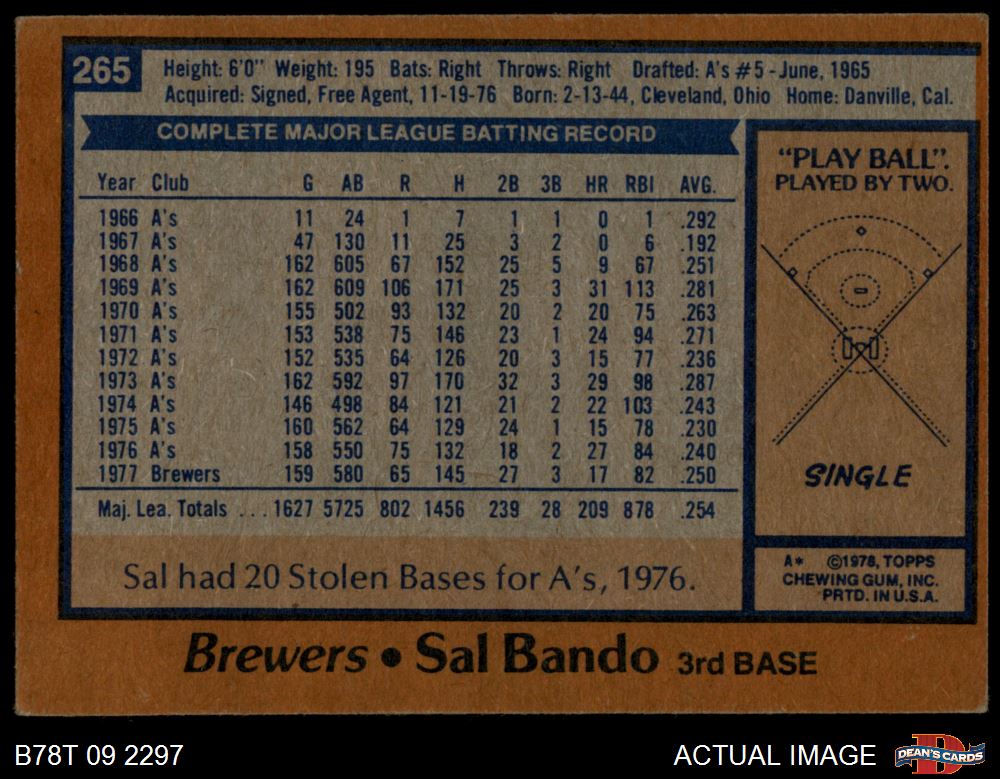 265
Height: 6'0" Weight: 195 Bats: Right Throws: Right Drafted: A's #5 - June, 1965
Acquired: Signed, Free Agent, 11-19-76 Born: 2-13-44, Cleveland, Ohio Home: Danville, Cal.
COMPLETE MAJOR LEAGUE BATTING RECORD
Year Club G AB R H 2B 3B HR RBI AVG.
1966 A's 11 24 1 7 1 1 0 1 .292
1967 A's 47 130 11 25 3 2 0 6 .192
1968 A's 162 605 67 152 25 5 9 67 .251
1969 A's 162 609 106 171 25 3 31 113 .281
1970 A's 155 502 93 132 20 2 20 75 .263
1971 A's 153 538 75 146 23 1 24 94 .271
1972 A's 152 535 64 126 20 3 15 77 .236
1973 A's 162 592 97 170 32 3 29 98 .287
1974 A's 146 498 84 121 21 2 22 103 .243
1975 A's 160 562 64 129 24 1 15 78 .230
1976 A's 158 550 75 132 18 2 27 84 .240
1977 Brewers 159 580 65 145 27 3 17 82 .250
Maj. Lea. Totals ... 1627 5725 802 1456 239 28 209 878 .254
Sal had 20 Stolen Bases for A's, 1976.
"PLAY BALL".
PLAYED BY TWO.
SINGLE
A* ©1978, TOPPS
CHEWING GUM, INC.
PRTD. IN U.S.A.
Brewers • Sal Bando 3rd BASE
B78T 09 2297
ACTUAL IMAGE
DEAN'S CARDS